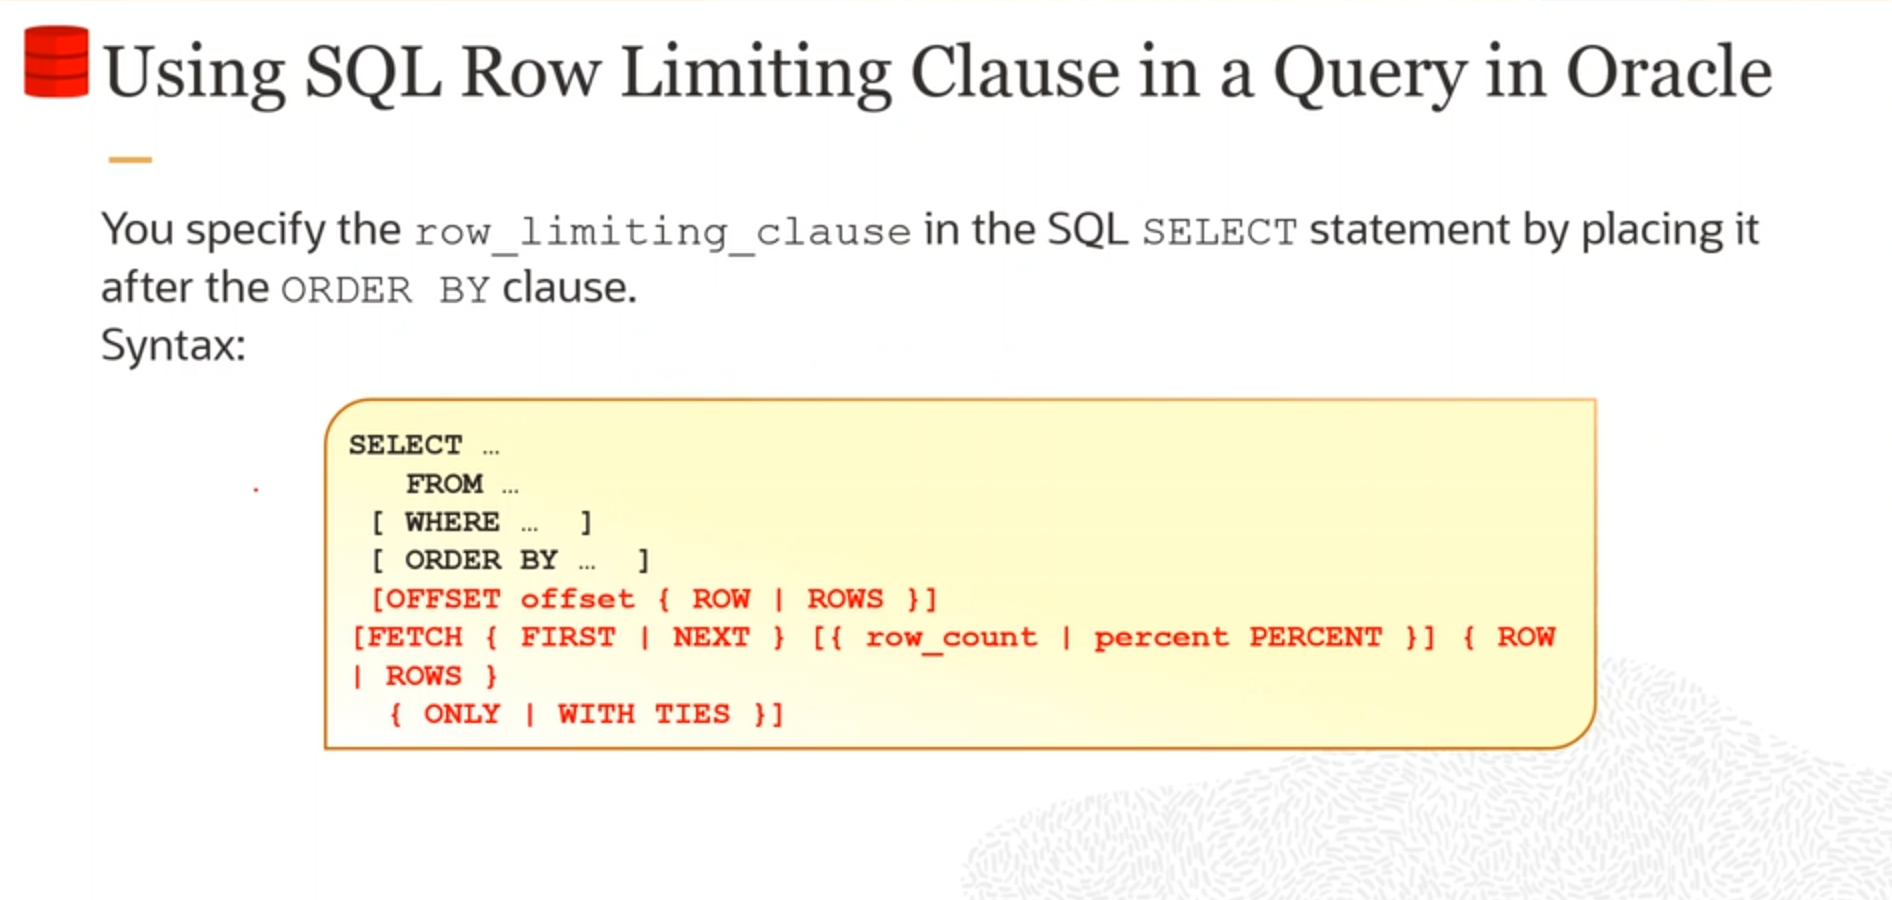 Using SQL Row Limiting Clause in a Query in Oracle
You specify the row_limiting_clause in the SQL SELECT statement by placing it
after the ORDER BY clause.
Syntax:
SELECT …
FROM …
[ WHERE … ]
[ ORDER BY … ]
[OFFSET offset { ROW | ROWS }]
[FETCH { FIRST | NEXT } [{ row_count | percent PERCENT }] { ROW
| ROWS }
{ ONLY | WITH TIES }]